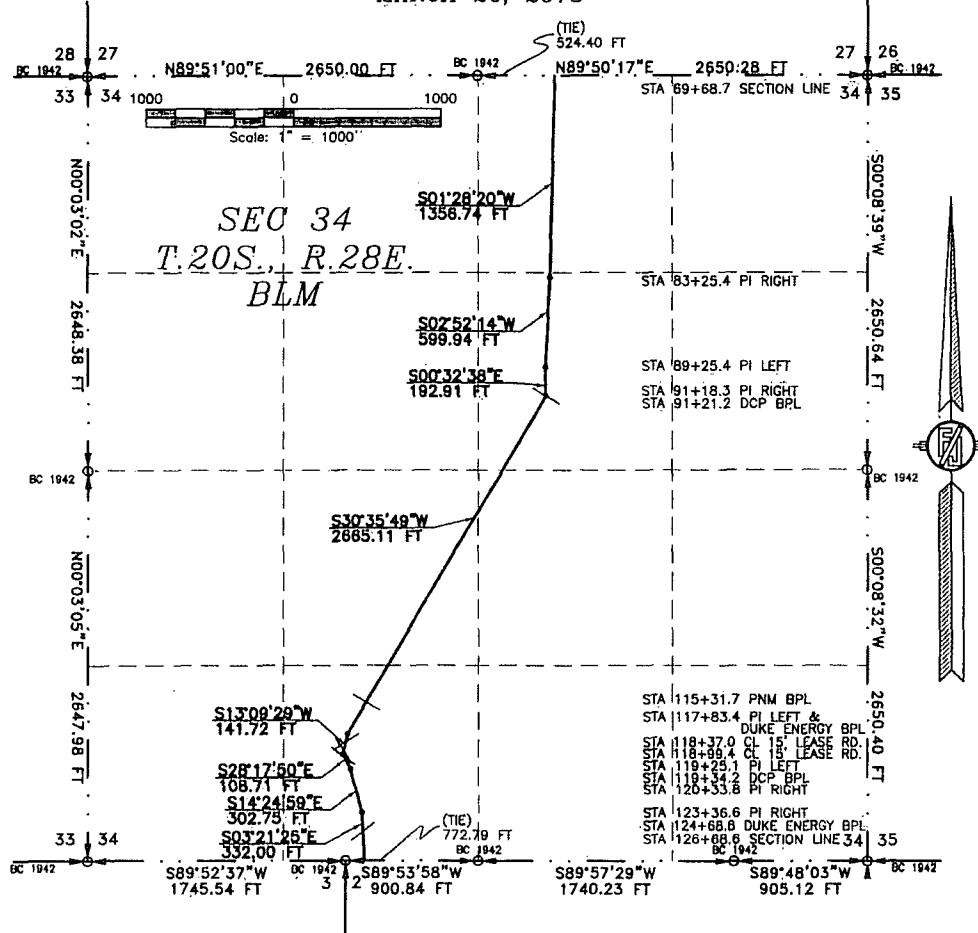 (TIE)
524.40 FT
28 27
27 26
BC 1942
N89°51'00"E 2650.00 FT
BC 1942
N89°50'17"E 2650.28 FT
BC 1942
33 34
34 35
STA 69+68.7 SECTION LINE
1000 0 1000
Scale: 1" = 1000'
N00°03'02"E
2648.38 FT
S00°08'39"W
2650.64 FT
SEC 34
T.20S., R.28E.
BLM
S01°28'20"W
1356.74 FT
STA 83+25.4 PI RIGHT
S02°52'14"W
599.94 FT
STA 89+25.4 PI LEFT
S00°32'38"E
192.91 FT
STA 91+18.3 PI RIGHT
STA 91+21.2 DCP BPL
BC 1942
BC 1942
S30°35'49"W
2665.11 FT
N00°03'05"E
2647.98 FT
S00°08'32"W
2650.40 FT
STA 115+31.7 PNM BPL
STA 117+83.4 PI LEFT &
DUKE ENERGY BPL
STA 118+37.0 CL 15' LEASE RD.
STA 118+99.4 CL 15' LEASE RD.
STA 119+25.1 PI LEFT
STA 119+34.2 DCP BPL
STA 120+33.8 PI RIGHT
STA 123+36.6 PI RIGHT
STA 124+68.8 DUKE ENERGY BPL
STA 126+68.6 SECTION LINE
S13°09'29"W
141.72 FT
S28°17'50"E
108.71 FT
S14°24'59"E
302.75 FT
S03°21'25"E
332.00 FT
(TIE)
772.79 FT
33 34
34 35
BC 1942
BC 1942
BC 1942
BC 1942
BC 1942
3 2
S89°52'37"W
1745.54 FT
S89°53'58"W
900.84 FT
S89°57'29"W
1740.23 FT
S89°48'03"W
905.12 FT